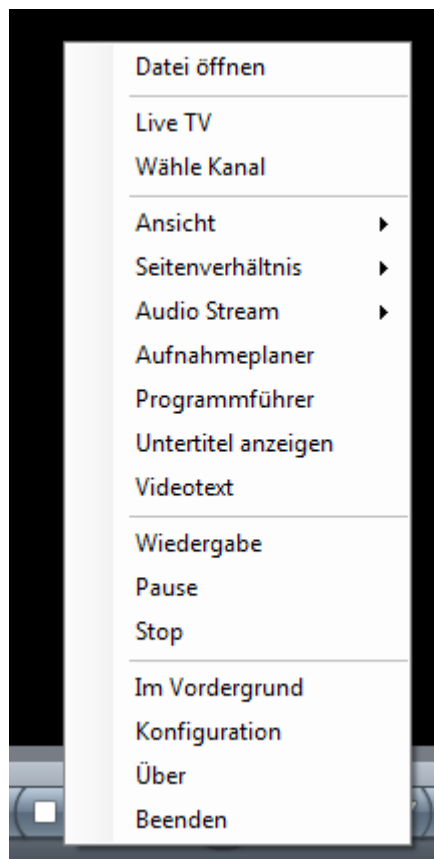 Datei öffnen
Live TV
Wähle Kanal
Ansicht
Seitenverhältnis
Audio Stream
Aufnahmeplaner
Programmführer
Untertitel anzeigen
Videotext
Wiedergabe
Pause
Stop
Im Vordergrund
Konfiguration
Über
Beenden